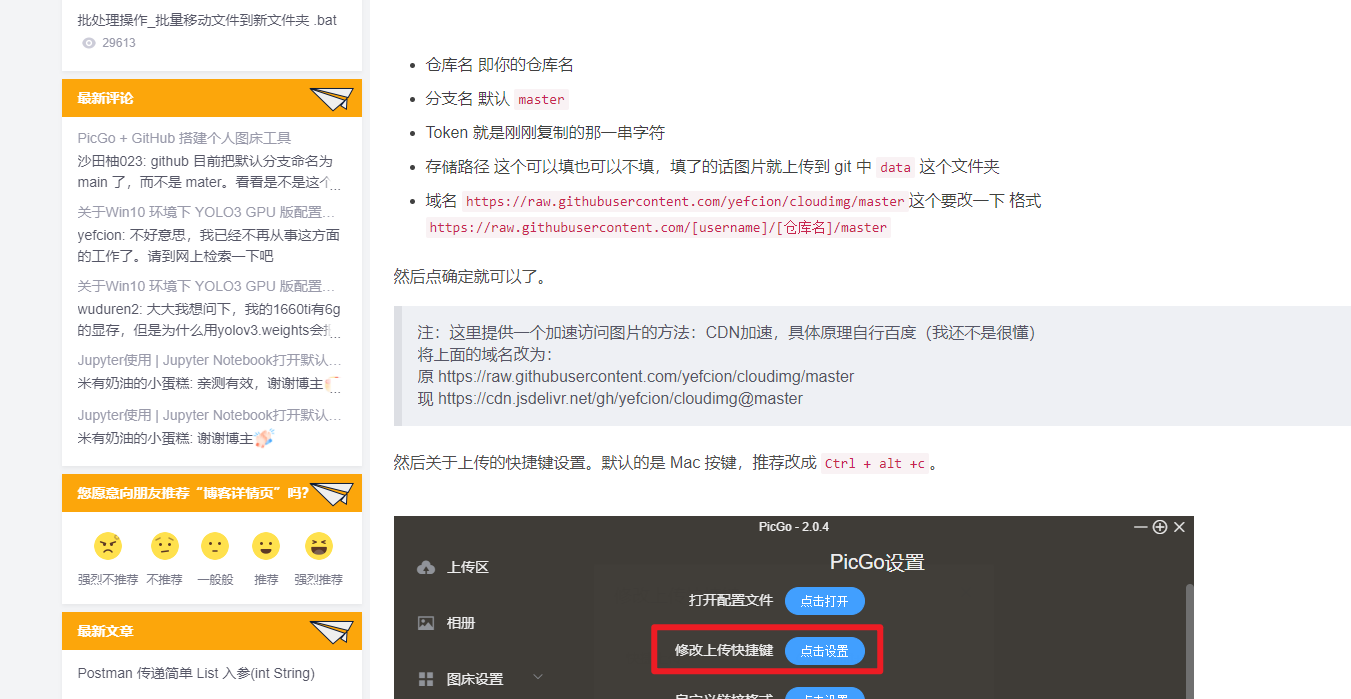 批处理操作_批量移动文件到新文件夹 .bat
29613
最新评论
PicGo + GitHub 搭建个人图床工具
沙田柚023: github 目前把默认分支命名为
main 了，而不是 mater。看看是不是这个...
关于Win10 环境下 YOLO3 GPU 版配置...
yefcion: 不好意思，我已经不再从事这方面
的工作了。请到网上检索一下吧
关于Win10 环境下 YOLO3 GPU 版配置...
wuduren2: 大大我想问下，我的1660ti有6g
的显存，但是为什么用yolov3.weights会...
Jupyter使用 | Jupyter Notebook打开默认...
米有奶油的小蛋糕: 亲测有效，谢谢博主...
Jupyter使用 | Jupyter Notebook打开默认...
米有奶油的小蛋糕: 谢谢博主
您愿意向朋友推荐“博客详情页”吗？
强烈不推荐 不推荐 一般般 推荐 强烈推荐
最新文章
Postman 传递简单 List 入参(int String)
仓库名 即你的仓库名
分支名 默认 master
Token 就是刚刚复制的那一串字符
存储路径 这个可以填也可以不填，填了的话图片就上传到 git 中 data 这个文件夹
域名 https://raw.githubusercontent.com/yefcion/cloudimg/master 这个要改一下 格式
https://raw.githubusercontent.com/[username]/[仓库名]/master
然后点确定就可以了。
注：这里提供一个加速访问图片的方法：CDN加速，具体原理自行百度（我还不是很懂）
将上面的域名改为：
原 https://raw.githubusercontent.com/yefcion/cloudimg/master
现 https://cdn.jsdelivr.net/gh/yefcion/cloudimg@master
然后关于上传的快捷键设置。默认的是 Mac 按键，推荐改成 Ctrl + alt +c 。
PicGo - 2.0.4
上传区
相册
图床设置
PicGo设置
打开配置文件 点击打开
修改上传快捷键 点击设置
自定义链接格式 点击设置